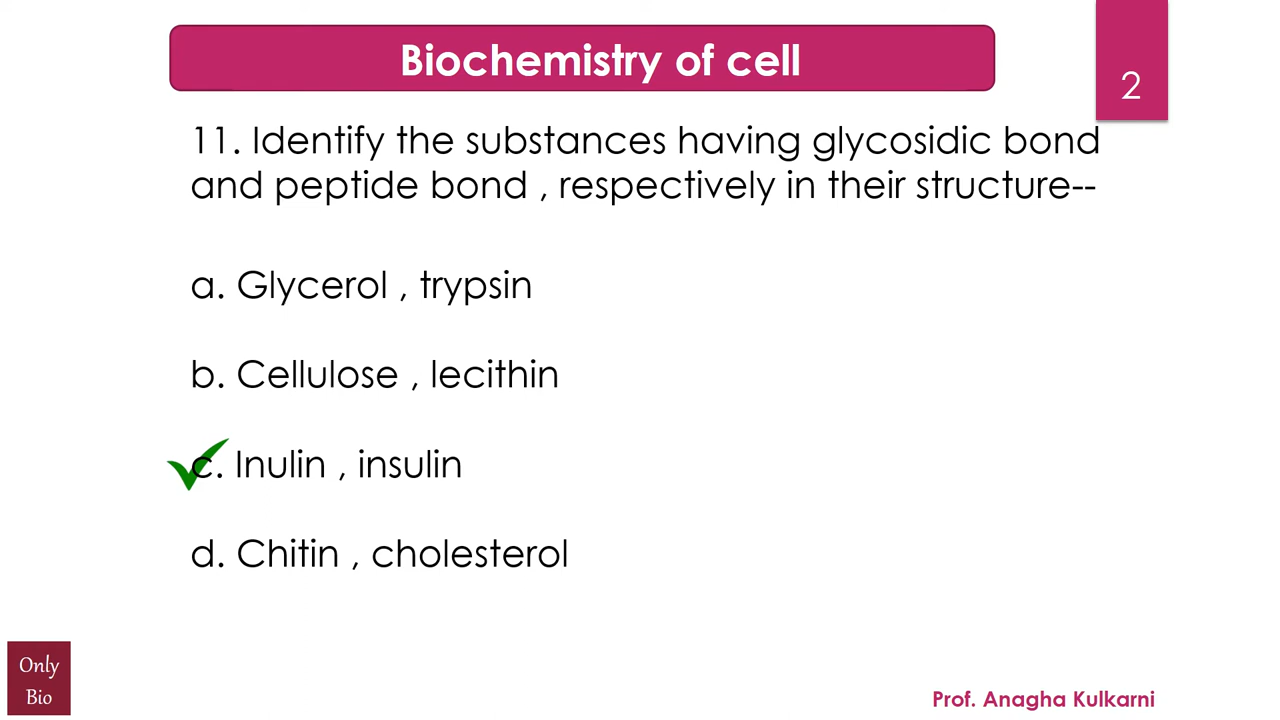 Biochemistry of cell
2
11. Identify the substances having glycosidic bond
and peptide bond , respectively in their structure--
a. Glycerol , trypsin
b. Cellulose , lecithin
c. Inulin , insulin
d. Chitin , cholesterol
Only
Bio
Prof. Anagha Kulkarni